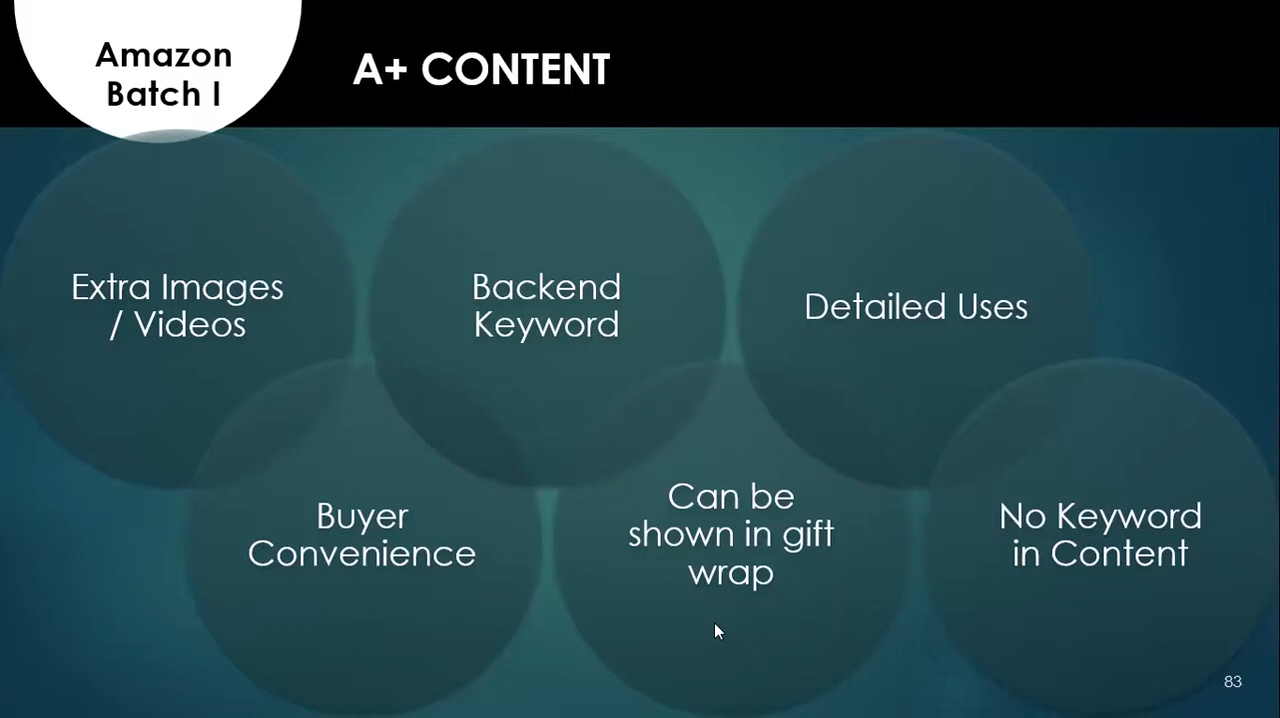 Amazon
Batch I
A+ CONTENT
Extra Images
/ Videos
Backend
Keyword
Detailed Uses
Buyer
Convenience
Can be
shown in gift
wrap
No Keyword
in Content
83